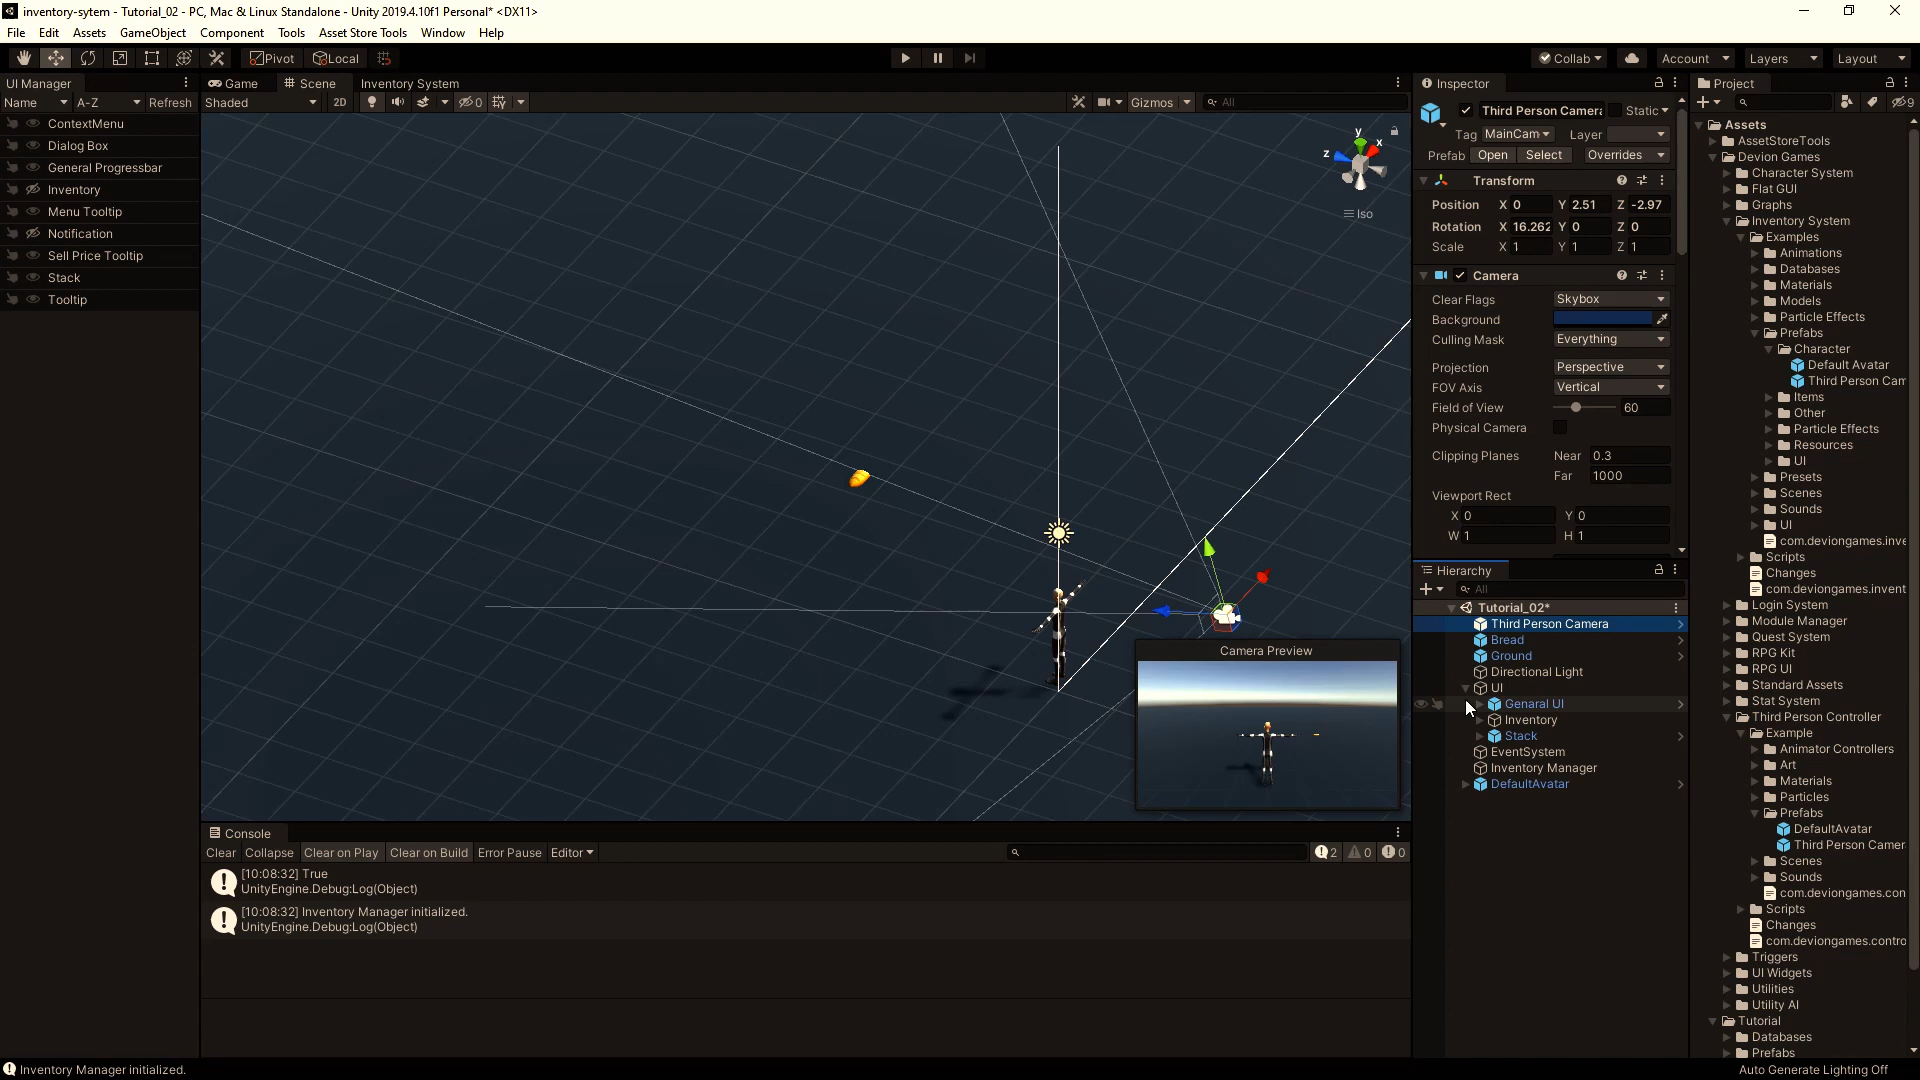 inventory-sytem - Tutorial_02 - PC, Mac & Linux Standalone - Unity 2019.4.10f1 Personal* <DX11>
File Edit Assets GameObject Component Tools Asset Store Tools Window Help
Pivot Local Collab Account Layers Layout
UI Manager
Name A-Z Refresh
ContextMenu
Dialog Box
General Progressbar
Inventory
Menu Tooltip
Notification
Sell Price Tooltip
Stack
Tooltip
Game Scene Inventory System
Shaded 2D 0 Gizmos All
y
x
z
Iso
Camera Preview
Console
Clear Collapse Clear on Play Clear on Build Error Pause Editor 2 0 0
[10:08:32] True
UnityEngine.Debug:Log(Object)
[10:08:32] Inventory Manager initialized.
UnityEngine.Debug:Log(Object)
Inspector
Third Person Camera Static
Tag MainCam Layer
Prefab Open Select Overrides
Transform
Position X 0 Y 2.51 Z -2.97
Rotation X 16.262 Y 0 Z 0
Scale X 1 Y 1 Z 1
Camera
Clear Flags Skybox
Background
Culling Mask Everything
Projection Perspective
FOV Axis Vertical
Field of View 60
Physical Camera
Clipping Planes Near 0.3
Far 1000
Viewport Rect
X 0 Y 0
W 1 H 1
Hierarchy
All
Tutorial_02*
Third Person Camera
Bread
Ground
Directional Light
UI
Genaral UI
Inventory
Stack
EventSystem
Inventory Manager
DefaultAvatar
Project
9
Assets
AssetStoreTools
Devion Games
Character System
Flat GUI
Graphs
Inventory System
Examples
Animations
Databases
Materials
Models
Particle Effects
Prefabs
Character
Default Avatar
Third Person Cam
Items
Other
Particle Effects
Resources
UI
Presets
Scenes
Sounds
UI
com.deviongames.inve
Scripts
Changes
com.deviongames.invent
Login System
Module Manager
Quest System
RPG Kit
RPG UI
Standard Assets
Stat System
Third Person Controller
Example
Animator Controllers
Art
Materials
Particles
Prefabs
DefaultAvatar
Third Person Camer
Scenes
Sounds
com.deviongames.con
Scripts
Changes
com.deviongames.contro
Triggers
UI Widgets
Utilities
Utility AI
Tutorial
Databases
Prefabs
Inventory Manager initialized.
Auto Generate Lighting Off